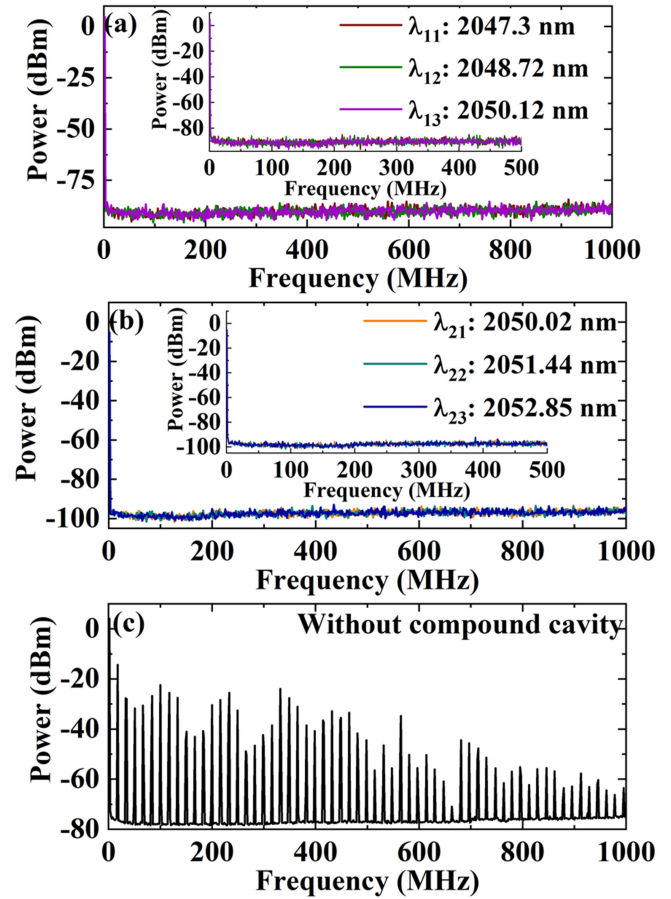 (a)
0
-25
-50
-75
Power (dBm)
0 200 400 600 800 1000
Frequency (MHz)
0
-20
-40
-60
-80
Power (dBm)
0 100 200 300 400 500
Frequency (MHz)
λ11: 2047.3 nm
λ12: 2048.72 nm
λ13: 2050.12 nm
(b)
0
-20
-40
-60
-80
-100
Power (dBm)
0 200 400 600 800 1000
Frequency (MHz)
0
-20
-40
-60
-80
-100
Power (dBm)
0 100 200 300 400 500
Frequency (MHz)
λ21: 2050.02 nm
λ22: 2051.44 nm
λ23: 2052.85 nm
(c)
Without compound cavity
0
-20
-40
-60
-80
Power (dBm)
0 200 400 600 800 1000
Frequency (MHz)